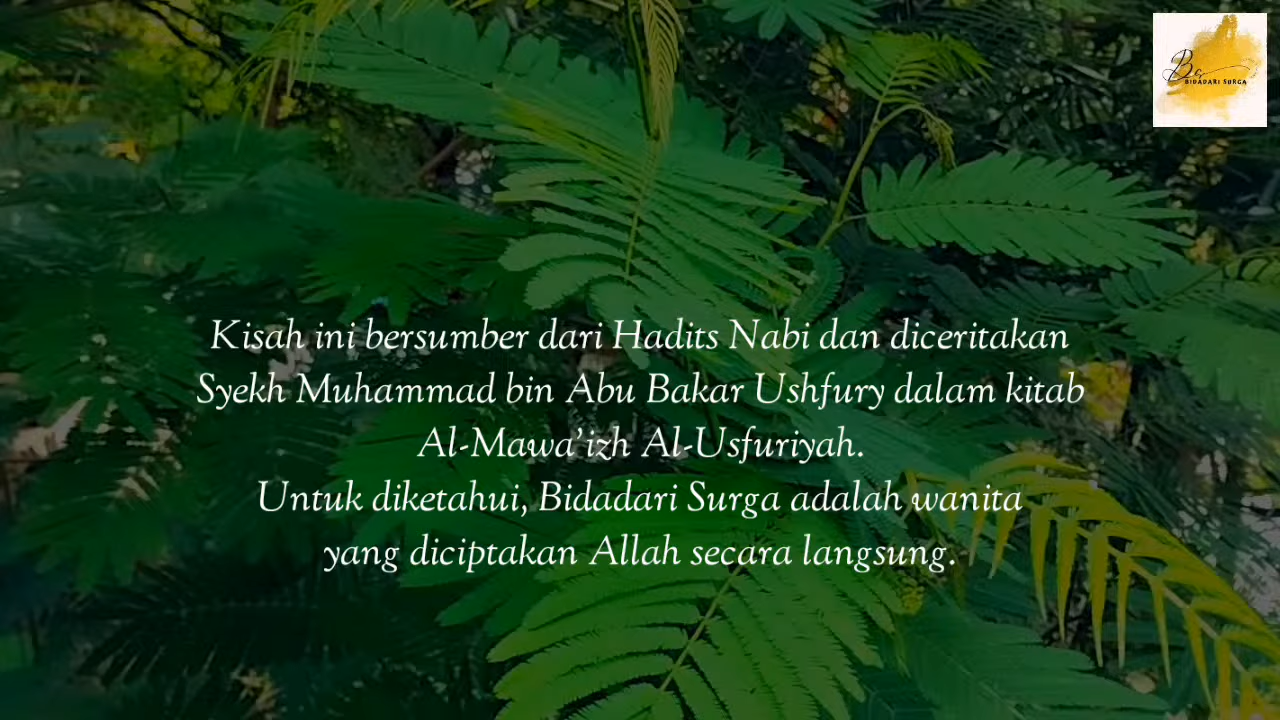 Bs
BIDADARI SURGA
Kisah ini bersumber dari Hadits Nabi dan diceritakan
Syekh Muhammad bin Abu Bakar Ushfury dalam kitab
Al-Mawa'izh Al-Usfuriyah.
Untuk diketahui, Bidadari Surga adalah wanita
yang diciptakan Allah secara langsung.